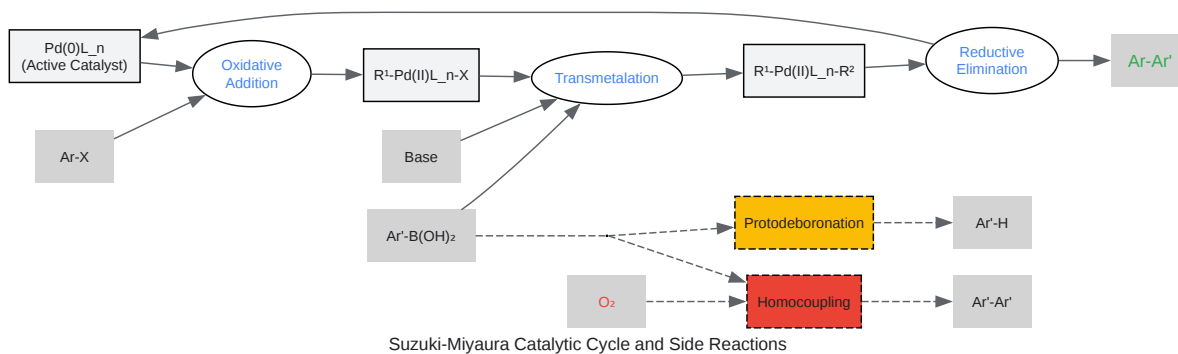 Pd(0)L_n
(Active Catalyst)
Oxidative
Addition
R¹-Pd(II)L_n-X
Transmetalation
R¹-Pd(II)L_n-R²
Reductive
Elimination
Ar-Ar'
Ar-X
Base
Ar'-B(OH)₂
Protodeboronation
Ar'-H
O₂
Homocoupling
Ar'-Ar'
Suzuki-Miyaura Catalytic Cycle and Side Reactions